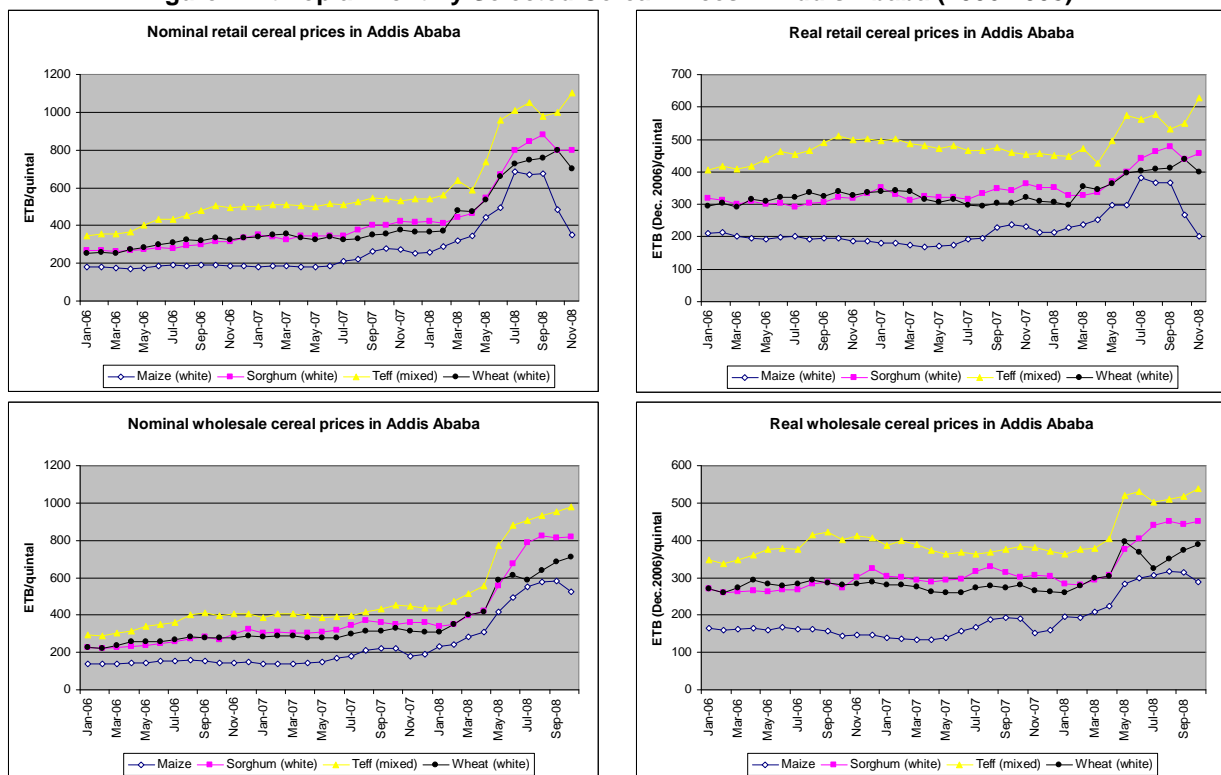 Ethiopia Monthly Selected Cereal Prices in Addis Ababa
Nominal retail cereal prices in Addis Ababa
ETB/quintal
1200
1000
800
600
400
200
0
Jan-06
Mar-06
May-06
Jul-06
Sep-06
Nov-06
Jan-07
Mar-07
May-07
Jul-07
Sep-07
Nov-07
Jan-08
Mar-08
May-08
Jul-08
Sep-08
Nov-08
Maize (white) Sorghum (white) Teff (mixed) Wheat (white)
Real retail cereal prices in Addis Ababa
ETB (Dec. 2006)/quintal
700
600
500
400
300
200
100
0
Jan-06
Mar-06
May-06
Jul-06
Sep-06
Nov-06
Jan-07
Mar-07
May-07
Jul-07
Sep-07
Nov-07
Jan-08
Mar-08
May-08
Jul-08
Sep-08
Nov-08
Maize (white) Sorghum (white) Teff (mixed) Wheat (white)
Nominal wholesale cereal prices in Addis Ababa
ETB/quintal
1200
1000
800
600
400
200
0
Jan-06
Mar-06
May-06
Jul-06
Sep-06
Nov-06
Jan-07
Mar-07
May-07
Jul-07
Sep-07
Nov-07
Jan-08
Mar-08
May-08
Jul-08
Sep-08
Maize Sorghum (white) Teff (mixed) Wheat (white)
Real wholesale cereal prices in Addis Ababa
ETB (Dec.2006)/quintal
600
500
400
300
200
100
0
Jan-06
Mar-06
May-06
Jul-06
Sep-06
Nov-06
Jan-07
Mar-07
May-07
Jul-07
Sep-07
Nov-07
Jan-08
Mar-08
May-08
Jul-08
Sep-08
Maize Sorghum (white) Teff (mixed) Wheat (white)